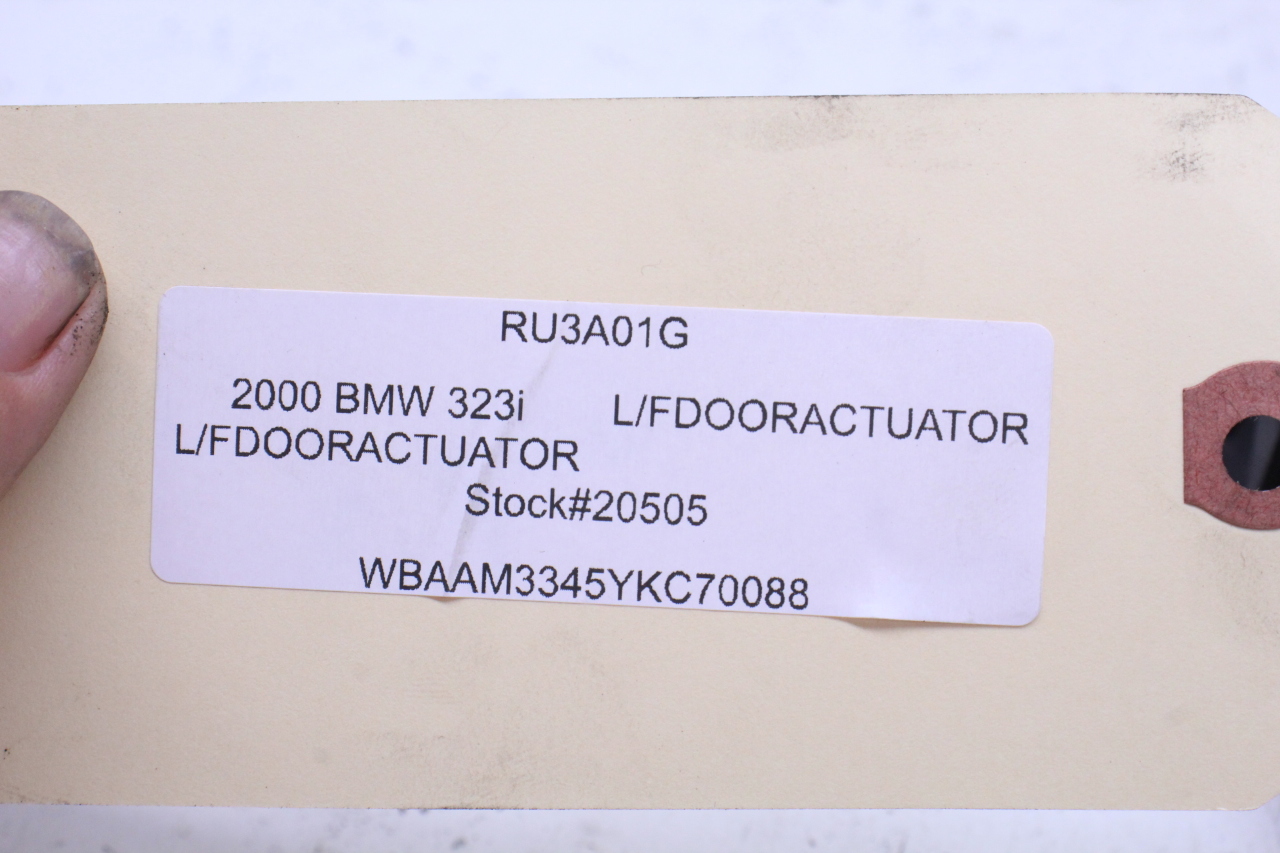 RU3A01G
2000 BMW 323i L/FDOORACTUATOR
L/FDOORACTUATOR
Stock#20505
WBAAM3345YKC70088